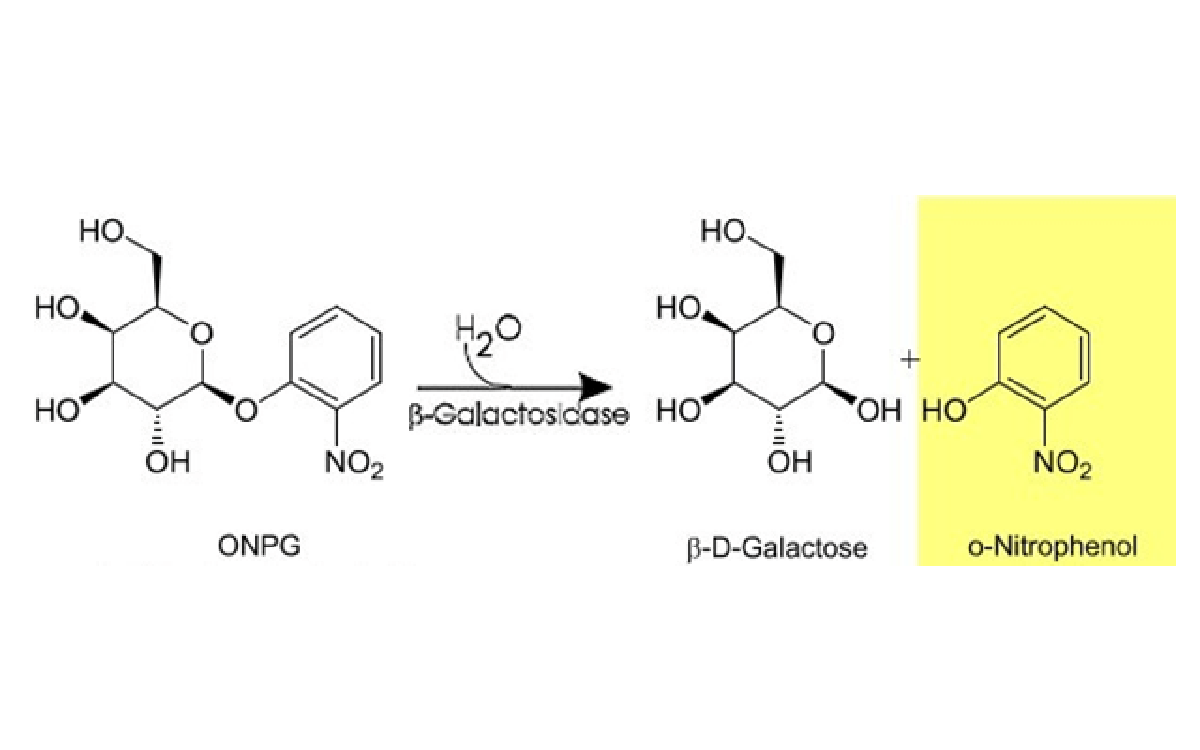 HO
HO
O
HO
O
OH
NO₂
ONPG
H₂O
β-Galactosidase
HO
HO
O
HO
OH
OH
β-D-Galactose
+
HO
NO₂
o-Nitrophenol